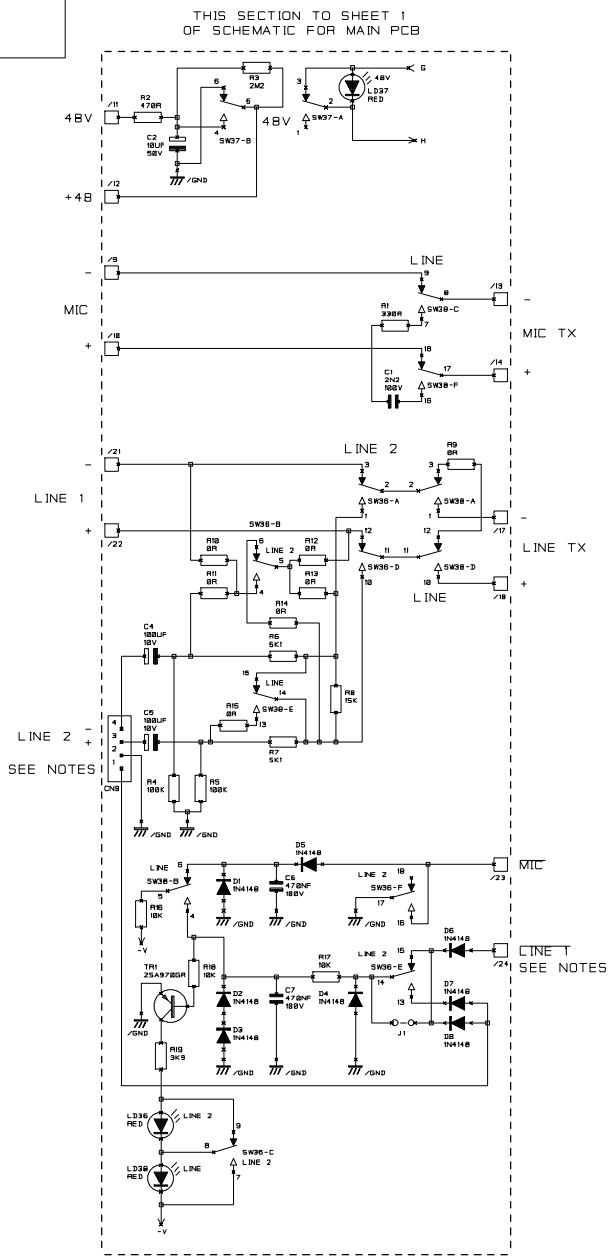 THIS SECTION TO SHEET 1
OF SCHEMATIC FOR MAIN PCB
R3
2M2
6
5
4
3
2
1
48V
LD37
RED
G
H
/11
48V
R2
470R
48V
SW37-A
SW37-B
C2
10UF
50V
/GND
/12
+48
/9
-
LINE
9
8
7
SW38-C
/13
-
MIC
R1
330R
MIC TX
/10
+
18
17
16
SW38-F
/14
+
C1
2N2
100V
/21
-
LINE 2
3
2
1
SW36-A
3
2
1
SW38-A
R9
0R
LINE 1
/17
-
+
/22
SW36-B
6
LINE 2
5
4
R10
0R
R11
0R
R12
0R
R13
0R
12
11
10
SW36-D
12
11
10
SW38-D
LINE TX
LINE
/18
+
R14
0R
R6
5K1
C4
100UF
10V
15
LINE
14
SW38-E
13
R8
15K
R15
0R
C5
100UF
10V
R7
5K1
LINE 2
-
+
SEE NOTES
4
3
2
1
CN9
R4
100K
R5
100K
/GND
/GND
D5
1N4148
6
LINE
SW38-B
5
4
D1
1N4148
C6
470NF
100V
LINE 2
18
SW36-F
17
16
MIC
/23
R16
10K
-V
/GND
/GND
/GND
D6
1N4148
LINE 1
/24
SEE NOTES
TR1
2SA970GR
R18
10K
R17
10K
LINE 2
15
SW36-E
14
13
D2
1N4148
C7
470NF
100V
D4
1N4148
D7
1N4148
J1
D8
1N4148
D3
1N4148
/GND
R19
3K9
/GND
/GND
/GND
LD36
RED
LINE 2
9
8
SW36-C
LINE 2
7
LD38
RED
LINE
-V